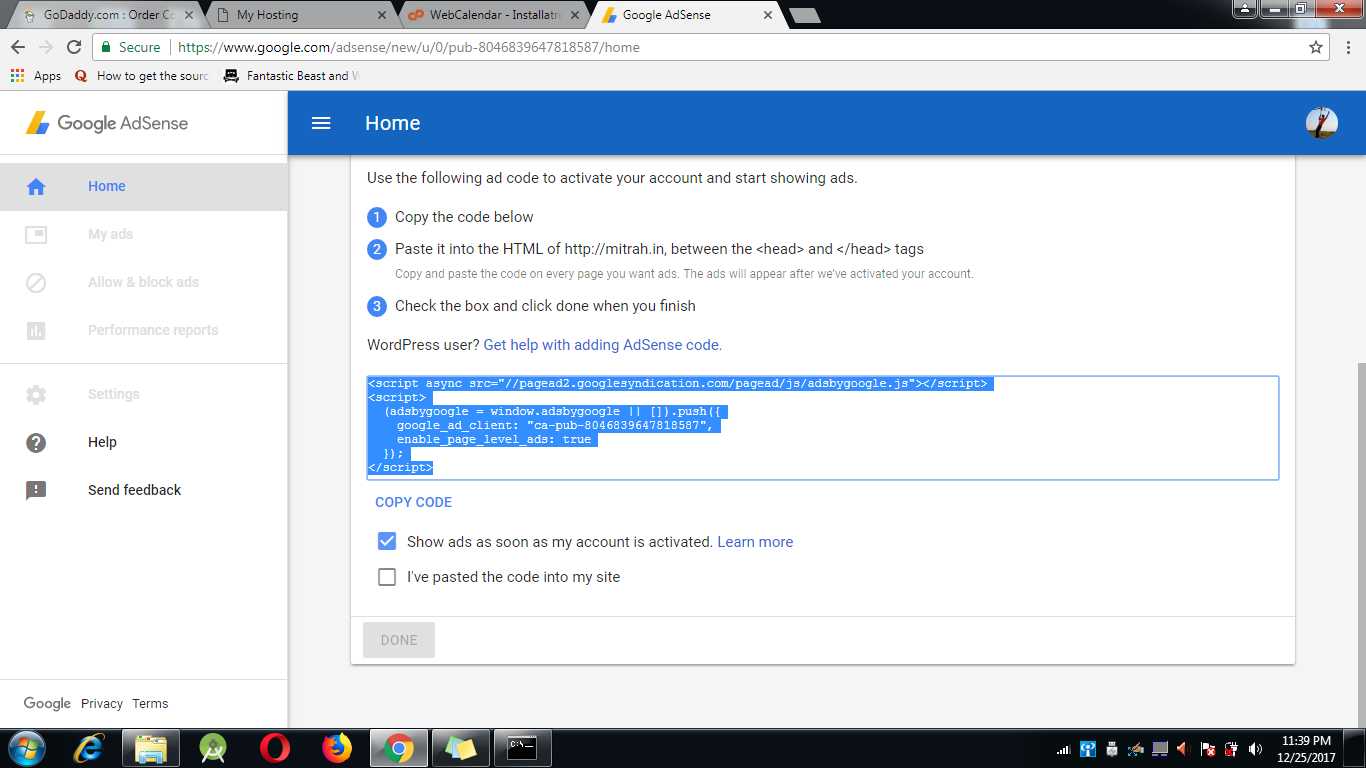 GoDaddy.com : Order Co
My Hosting
WebCalendar - Installatro
Google AdSense
Secure
https://www.google.com/adsense/new/u/0/pub-8046839647818587/home
Apps
How to get the sourc
Fantastic Beast and W
Google AdSense
Home
Home
My ads
Allow & block ads
Performance reports
Settings
Help
Send feedback
Google Privacy Terms
Use the following ad code to activate your account and start showing ads.
1 Copy the code below
2 Paste it into the HTML of http://mitrah.in, between the <head> and </head> tags
Copy and paste the code on every page you want ads. The ads will appear after we've activated your account.
3 Check the box and click done when you finish
WordPress user? Get help with adding AdSense code.
<script async src="//pagead2.googlesyndication.com/pagead/js/adsbygoogle.js"></script>
<script>
(adsbygoogle = window.adsbygoogle || []).push({
google_ad_client: "ca-pub-8046839647818587",
enable_page_level_ads: true
});
</script>
COPY CODE
Show ads as soon as my account is activated. Learn more
I've pasted the code into my site
DONE
C:\-
11:39 PM
12/25/2017